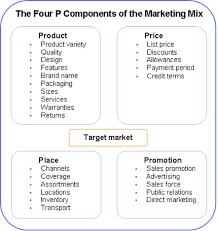 The Four P Components of the Marketing Mix
Product
• Product variety
• Quality
• Design
• Features
• Brand name
• Packaging
• Sizes
• Services
• Warranties
• Returns
Price
• List price
• Discounts
• Allowances
• Payment period
• Credit terms
Target market
Place
• Channels
• Coverage
• Assortments
• Locations
• Inventory
• Transport
Promotion
• Sales promotion
• Advertising
• Sales force
• Public relations
• Direct marketing